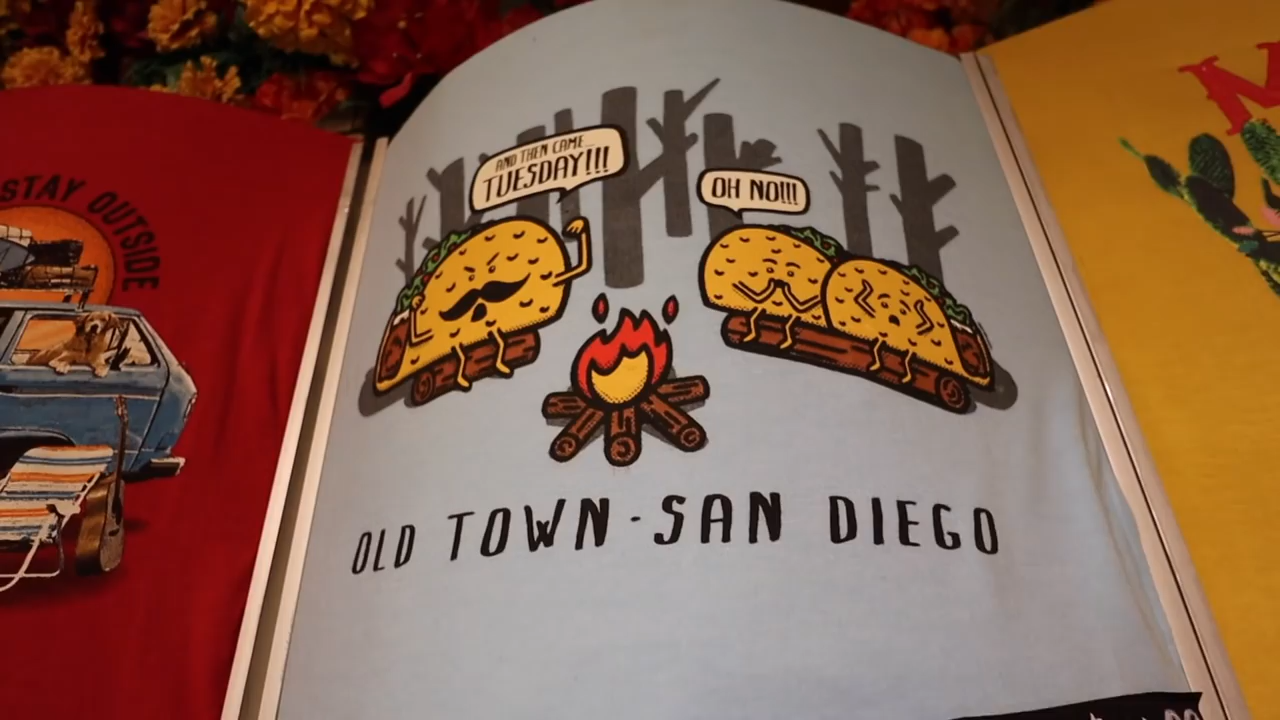 STAY OUTSIDE
AND THEN CAME...
TUESDAY!!!
OH NO!!!
OLD TOWN-SAN DIEGO
M